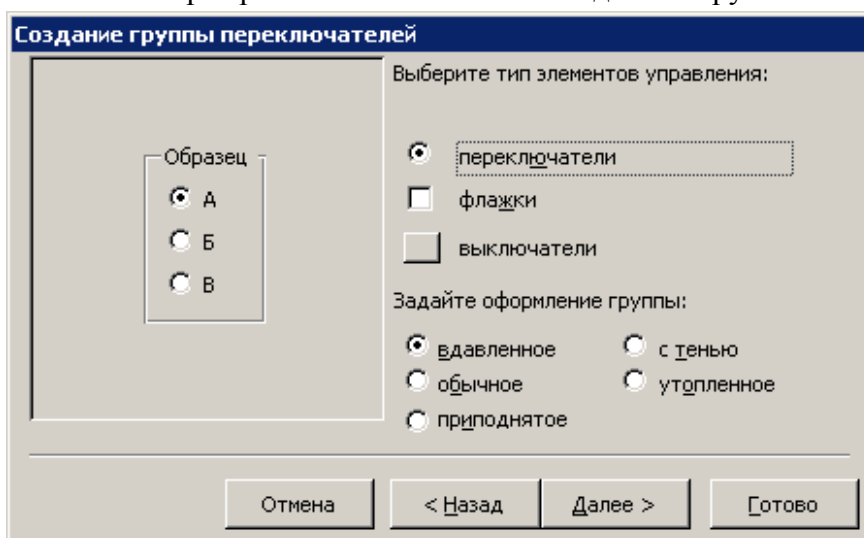 Создание группы переключателей
Выберите тип элементов управления:
Образец
А
Б
В
переключатели
флажки
выключатели
Задайте оформление группы:
вдавленное
с тенью
обычное
утопленное
приподнятое
Отмена
< Назад
Далее >
Готово